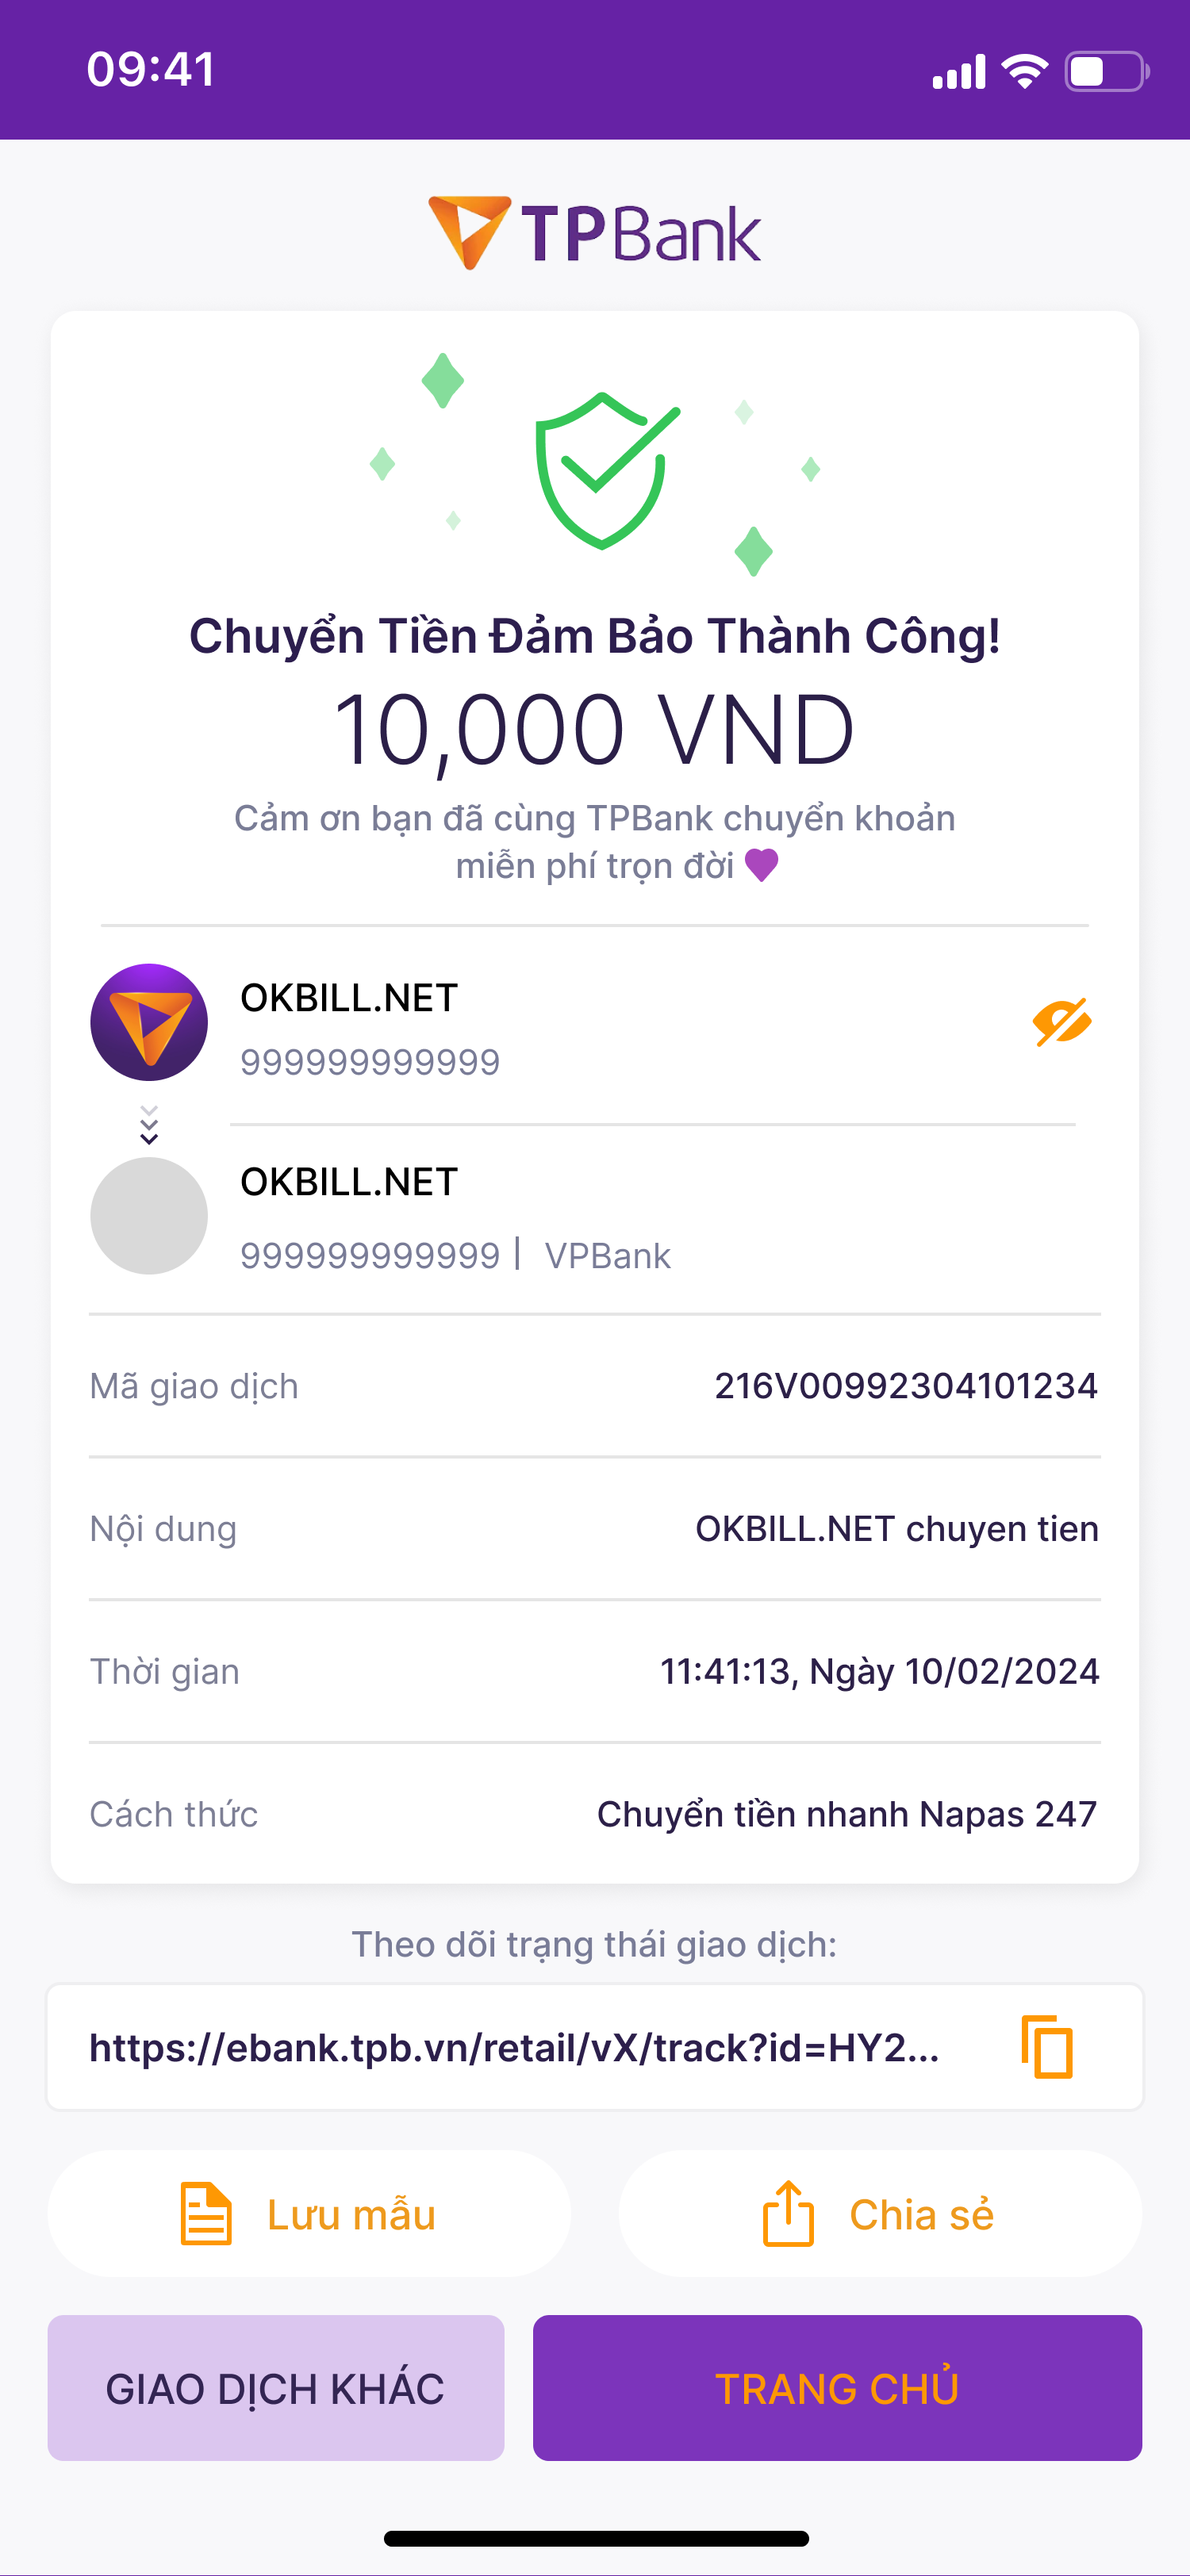 09:41
TPBank
Chuyển Tiền Đảm Bảo Thành Công!
10,000 VND
Cảm ơn bạn đã cùng TPBank chuyển khoản
miễn phí trọn đời
OKBILL.NET
999999999999
OKBILL.NET
999999999999 | VPBank
Mã giao dịch 216V00992304101234
Nội dung OKBILL.NET chuyen tien
Thời gian 11:41:13, Ngày 10/02/2024
Cách thức Chuyển tiền nhanh Napas 247
Theo dõi trạng thái giao dịch:
https://ebank.tpb.vn/retail/vX/track?id=HY2...
Lưu mẫu Chia sẻ
GIAO DỊCH KHÁC TRANG CHỦ